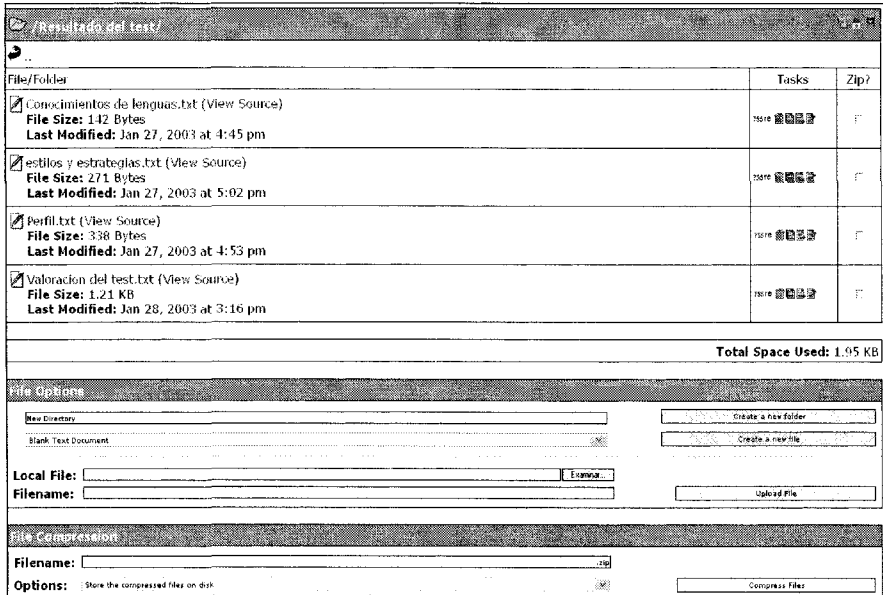 /Resultado del test/
..
File/Folder Tasks Zip?
Conocimientos de lenguas.txt (View Source)
File Size: 142 Bytes
Last Modified: Jan 27, 2003 at 4:45 pm
estilos y estrategias.txt (View Source)
File Size: 271 Bytes
Last Modified: Jan 27, 2003 at 5:02 pm
Perfil.txt (View Source)
File Size: 338 Bytes
Last Modified: Jan 27, 2003 at 4:53 pm
Valoracion del test.txt (View Source)
File Size: 1.21 KB
Last Modified: Jan 28, 2003 at 3:16 pm
Total Space Used: 1.95 KB
File Options
New Directory Create a new folder
Blank Text Document Create a new file
Local File: Examinar...
Filename: Upload File
File Compression
Filename: .zip
Options: Store the compressed files on disk Compress Files